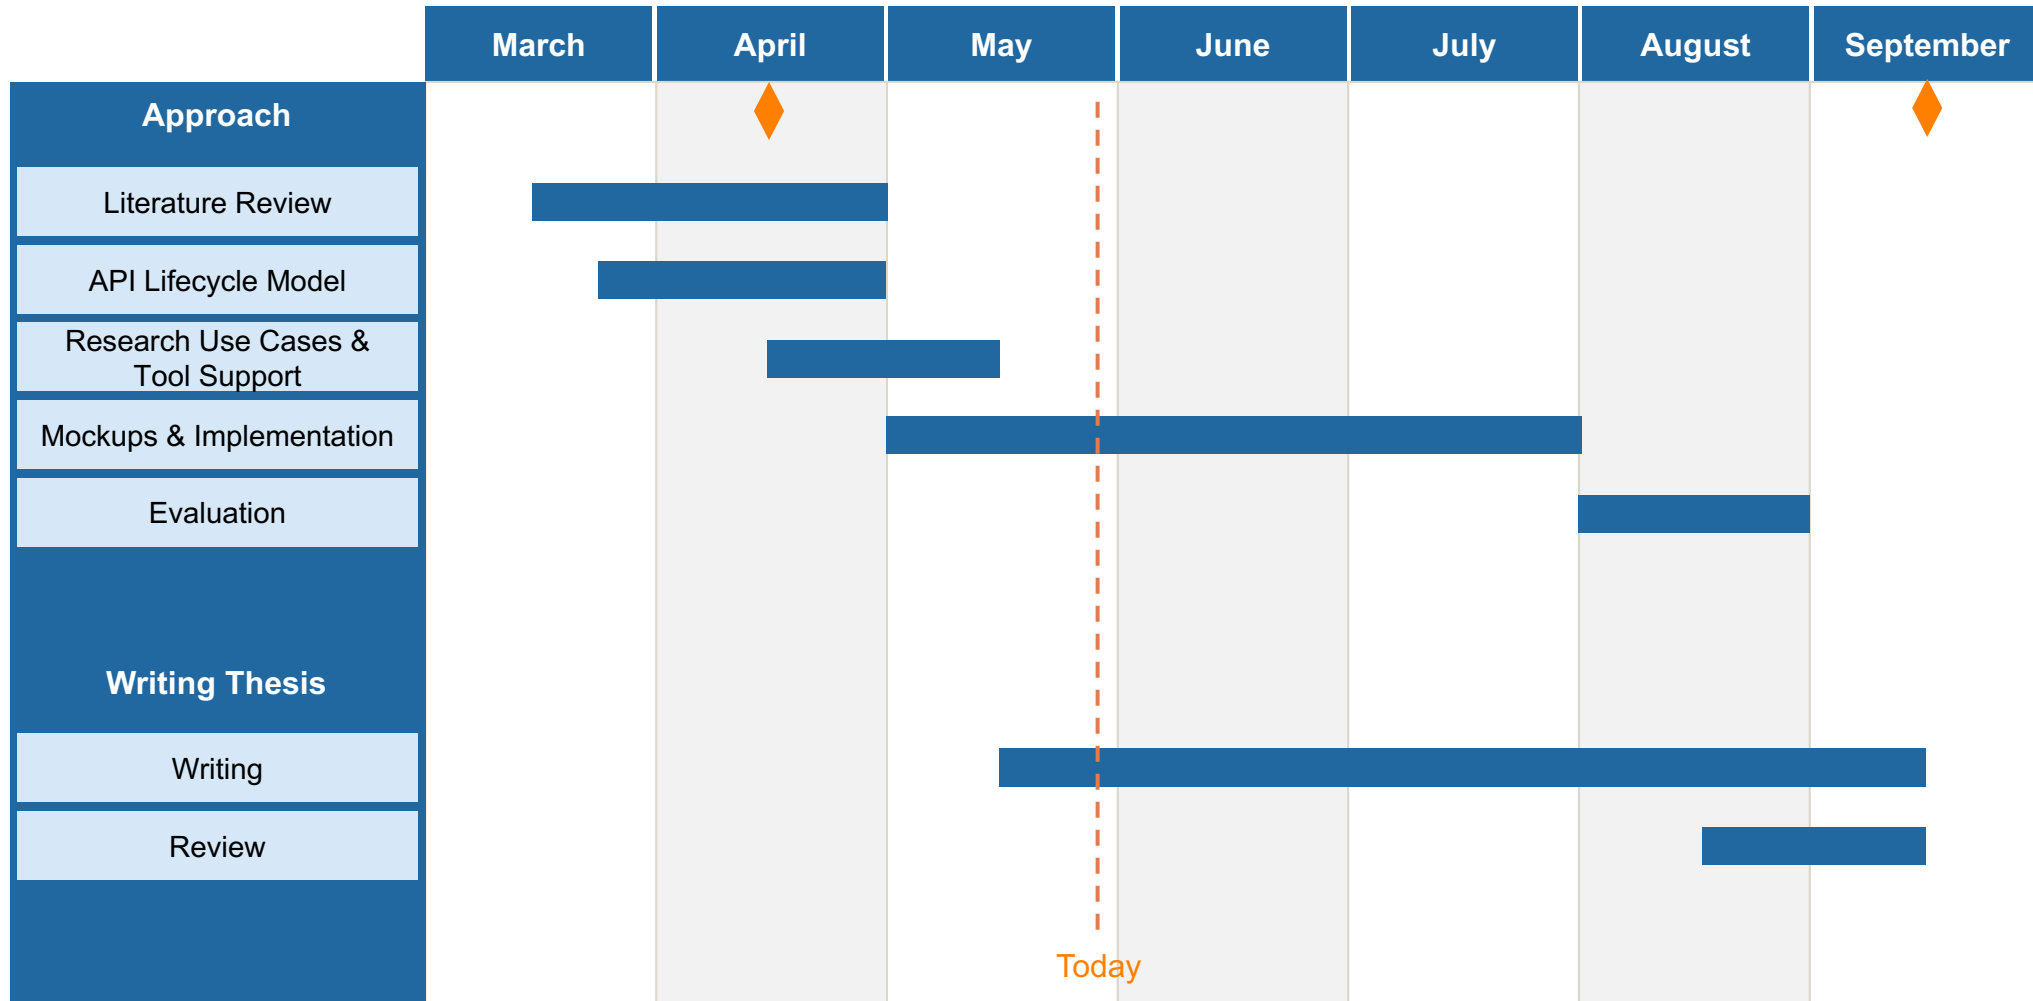 March April May June July August September
Approach
Literature Review
API Lifecycle Model
Research Use Cases &
Tool Support
Mockups & Implementation
Evaluation
Writing Thesis
Writing
Review
Today